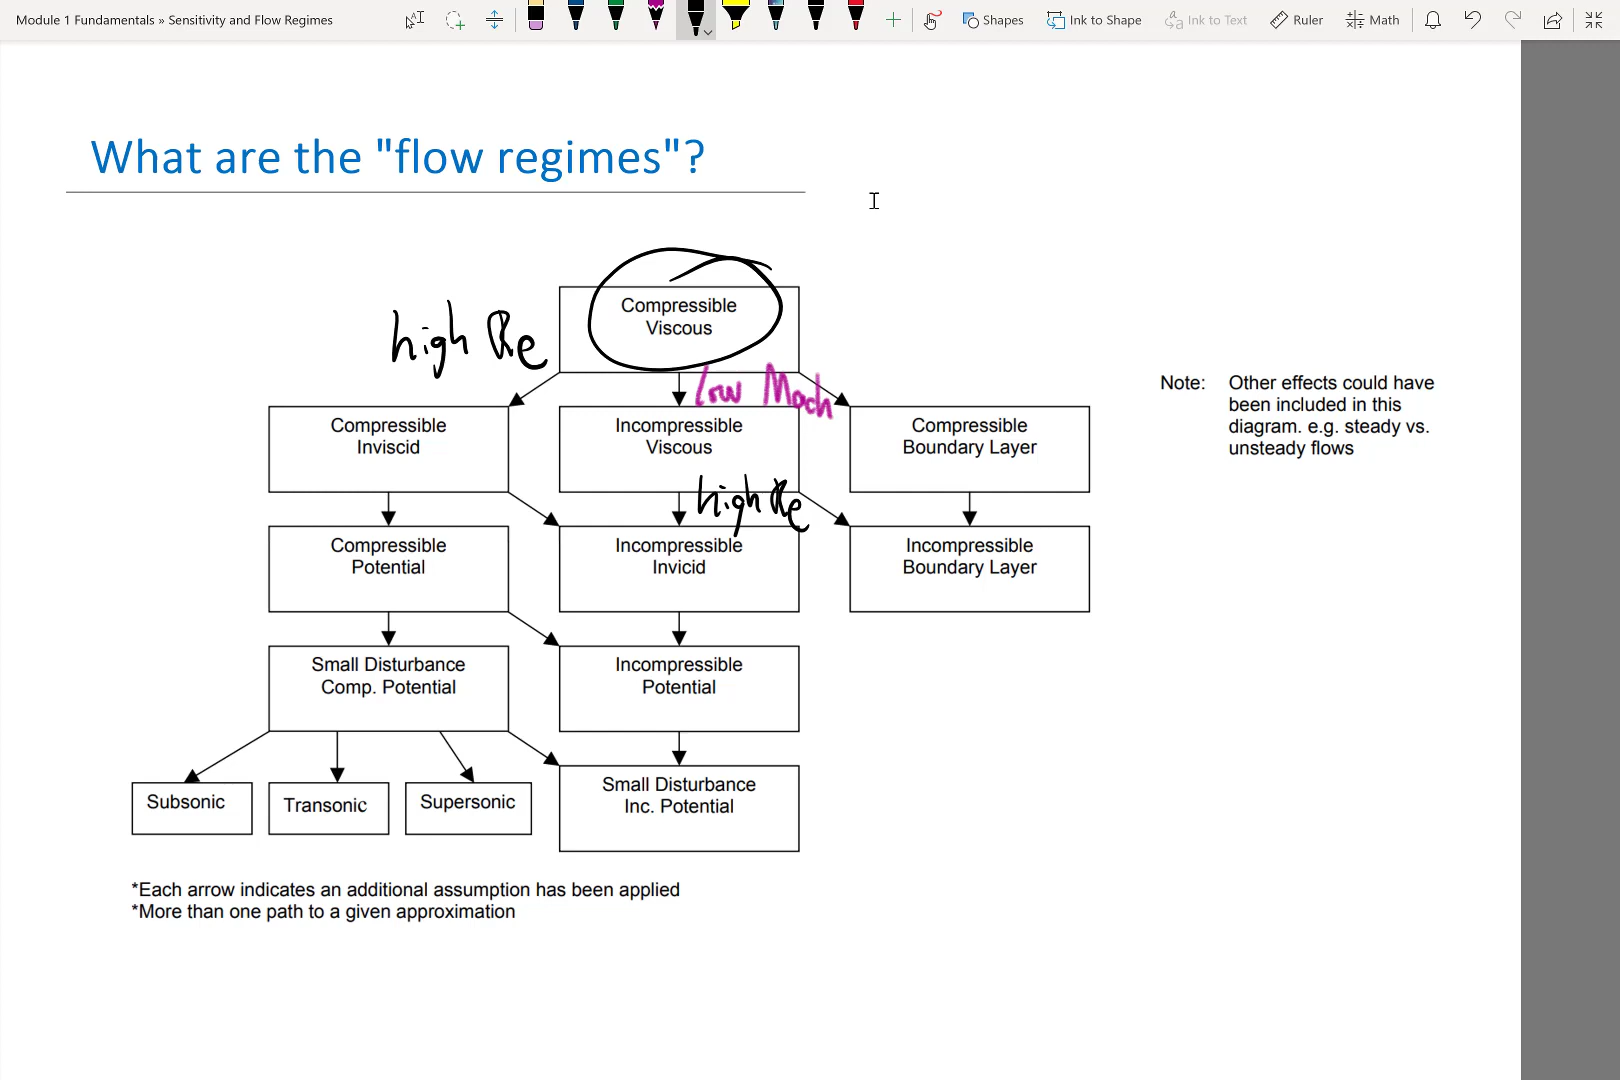 Module 1 Fundamentals » Sensitivity and Flow Regimes
Shapes
Ink to Shape
Ink to Text
Ruler
Math
What are the "flow regimes"?
Compressible
Viscous
high Re
low Mach
Compressible
Inviscid
Incompressible
Viscous
Compressible
Boundary Layer
Note: Other effects could have
been included in this
diagram. e.g. steady vs.
unsteady flows
high Re
Compressible
Potential
Incompressible
Invicid
Incompressible
Boundary Layer
Small Disturbance
Comp. Potential
Incompressible
Potential
Subsonic
Transonic
Supersonic
Small Disturbance
Inc. Potential
*Each arrow indicates an additional assumption has been applied
*More than one path to a given approximation